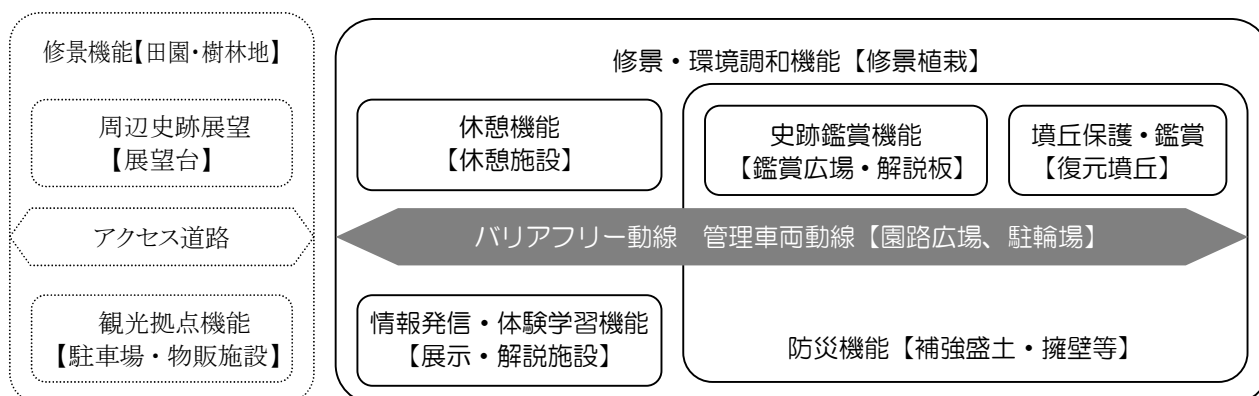 修景機能【田園・樹林地】
周辺史跡展望
【展望台】
アクセス道路
観光拠点機能
【駐車場・物販施設】
修景・環境調和機能【修景植栽】
休憩機能
【休憩施設】
史跡鑑賞機能
【鑑賞広場・解説板】
墳丘保護・鑑賞
【復元墳丘】
バリアフリー動線　管理車両動線【園路広場、駐輪場】
情報発信・体験学習機能
【展示・解説施設】
防災機能【補強盛土・擁壁等】